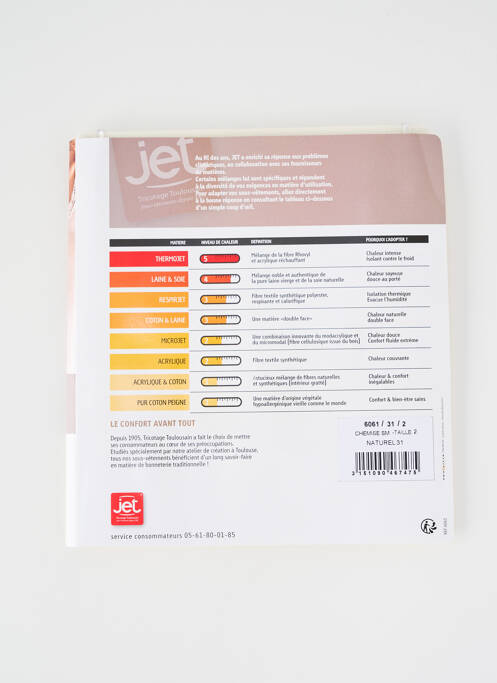 jet
Tricotage Toulousain
Au fil des ans, JET a enrichi sa réponse aux problèmes
climatiques, en collaboration avec ses fournisseurs
de matières.
Certains mélanges lui sont spécifiques et répondent
à la diversité de vos exigences en matière d'utilisation.
Pour adapter vos sous-vêtements, allez directement
à la bonne réponse en consultant le tableau ci-dessous
d'un simple coup d'œil.
MATIERE NIVEAU DE CHALEUR DEFINITION POURQUOI L'ADOPTER ?
THERMOJET 5 Mélange de la fibre Rhovyl et acrylique réchauffant Chaleur intense Isolant contre le froid
LAINE & SOIE 4 Mélange noble et authentique de la pure laine vierge et de la soie naturelle Chaleur soyeuse douce au porté
RESPIRJET 3 Fibre textile synthétique polyester, respirante et calorifique Isolation thermique Evacue l'humidité
COTON & LAINE 3 Une matière «double face» Chaleur naturelle double face
MICROJET 2 Une combinaison innovante du modacrylique et du micromodal (fibre cellulosique issue du bois) Chaleur douce Confort fluide extrême
ACRYLIQUE 2 Fibre textile synthétique Chaleur couvrante
ACRYLIQUE & COTON Astucieux mélange de fibres naturelles et synthétiques (intérieur gratté) Chaleur & confort inégalables
PUR COTON PEIGNE Une matière d'origine végétale hypoallergénique vieille comme le monde Confort & bien-être sains
LE CONFORT AVANT TOUT
Depuis 1905, Tricotage Toulousain a fait le choix de mettre
ses consommateurs au cœur de ses préoccupations.
Etudiés spécialement par notre atelier de création à Toulouse,
tous nos sous-vêtements bénéficient d'un long savoir-faire
en matière de bonneterie traditionnelle !
6061 / 31 / 2
CHEMISE SM -TAILLE 2
NATUREL 31
3 151090 467475
jet
Tricotage Toulousain
service consommateurs 05-61-80-01-85